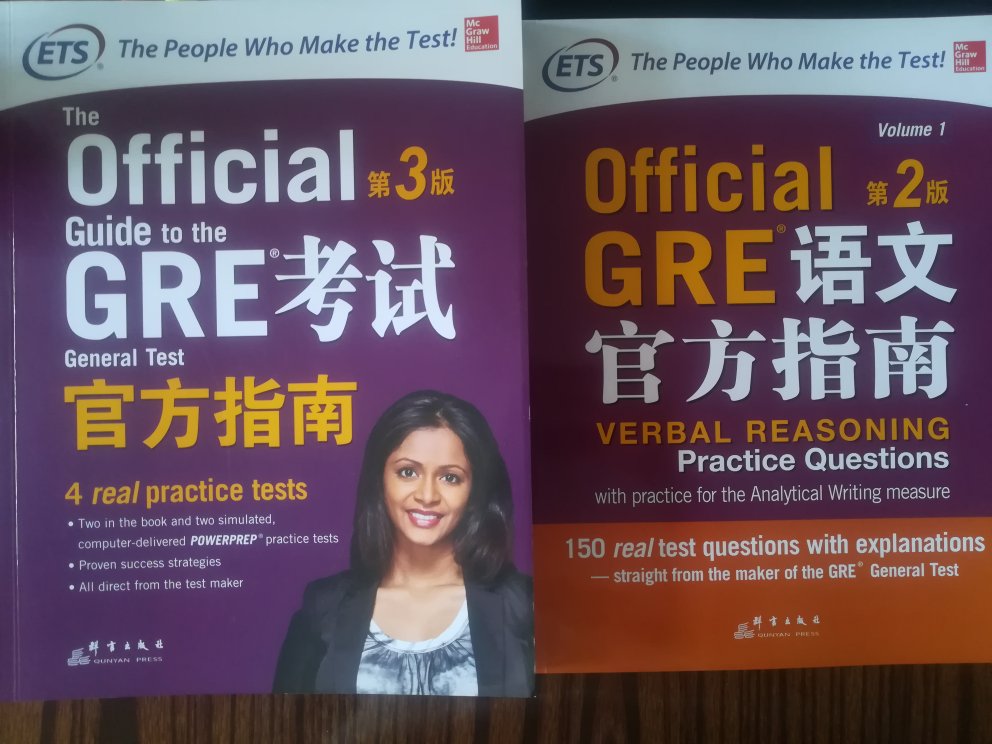 ETS®
The People Who Make the Test!
Mc
Graw
Hill
Education
The
Official 第3版
Guide to the
GRE®考试
General Test
官方指南
4 real practice tests
• Two in the book and two simulated,
computer-delivered POWERPREP® practice tests
• Proven success strategies
• All direct from the test maker
群言出版社
QUNYAN PRESS
ETS®
The People Who Make the Test!
Mc
Graw
Hill
Education
Volume 1
Official 第2版
GRE®语文
官方指南
VERBAL REASONING
Practice Questions
with practice for the Analytical Writing measure
150 real test questions with explanations
— straight from the maker of the GRE® General Test
群言出版社
QUNYAN PRESS